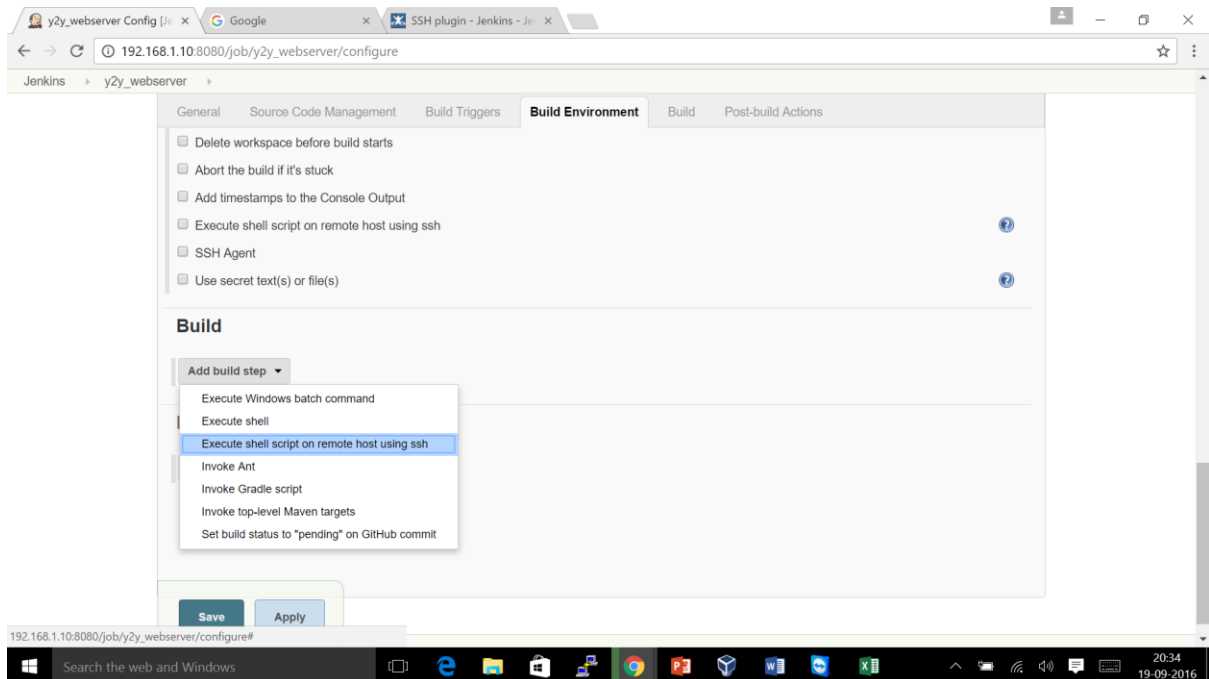 y2y_webserver Config [Je
Google
SSH plugin - Jenkins - Je
192.168.1.10:8080/job/y2y_webserver/configure
Jenkins y2y_webserver
General Source Code Management Build Triggers Build Environment Build Post-build Actions
Delete workspace before build starts
Abort the build if it's stuck
Add timestamps to the Console Output
Execute shell script on remote host using ssh
SSH Agent
Use secret text(s) or file(s)
Build
Add build step
Execute Windows batch command
Execute shell
Execute shell script on remote host using ssh
Invoke Ant
Invoke Gradle script
Invoke top-level Maven targets
Set build status to "pending" on GitHub commit
Save Apply
192.168.1.10:8080/job/y2y_webserver/configure#
Search the web and Windows
20:34
19-09-2016